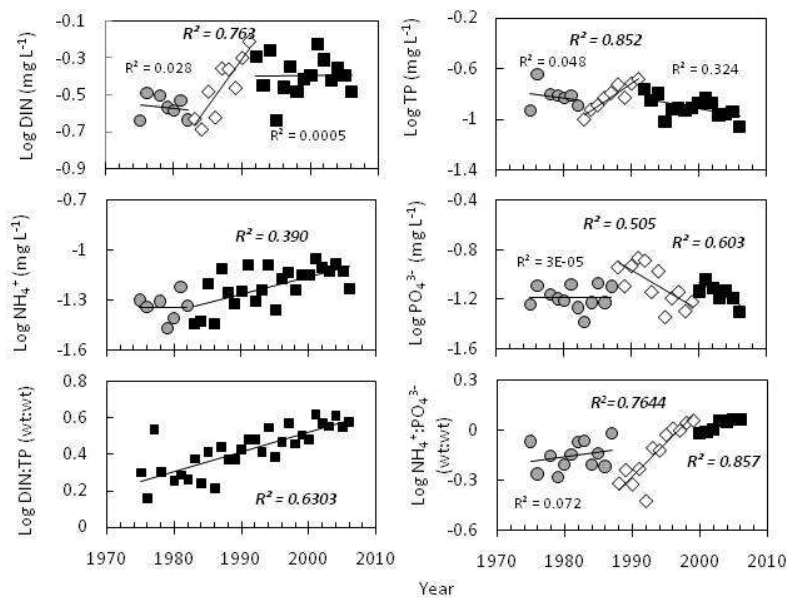 -0.1
-0.3
-0.5
-0.7
-0.9
Log DIN (mg L-1)
R² = 0.763
R² = 0.028
R² = 0.0005
-0.2
-0.6
-1
-1.4
Log TP (mg L-1)
R² = 0.852
R² = 0.048
R² = 0.324
-0.7
-1
-1.3
-1.6
Log NH4+ (mg L-1)
R² = 0.390
-0.4
-0.8
-1.2
-1.6
Log PO43- (mg L-1)
R² = 0.505
R² = 3E-05
R² = 0.603
0.8
0.6
0.4
0.2
0
Log DIN:TP (wt:wt)
R² = 0.6303
1970 1980 1990 2000 2010
0.3
0
-0.3
-0.6
Log NH4+:PO43-
(wt:wt)
R²= 0.7644
R² = 0.857
R² = 0.072
1970 1980 1990 2000 2010
Year